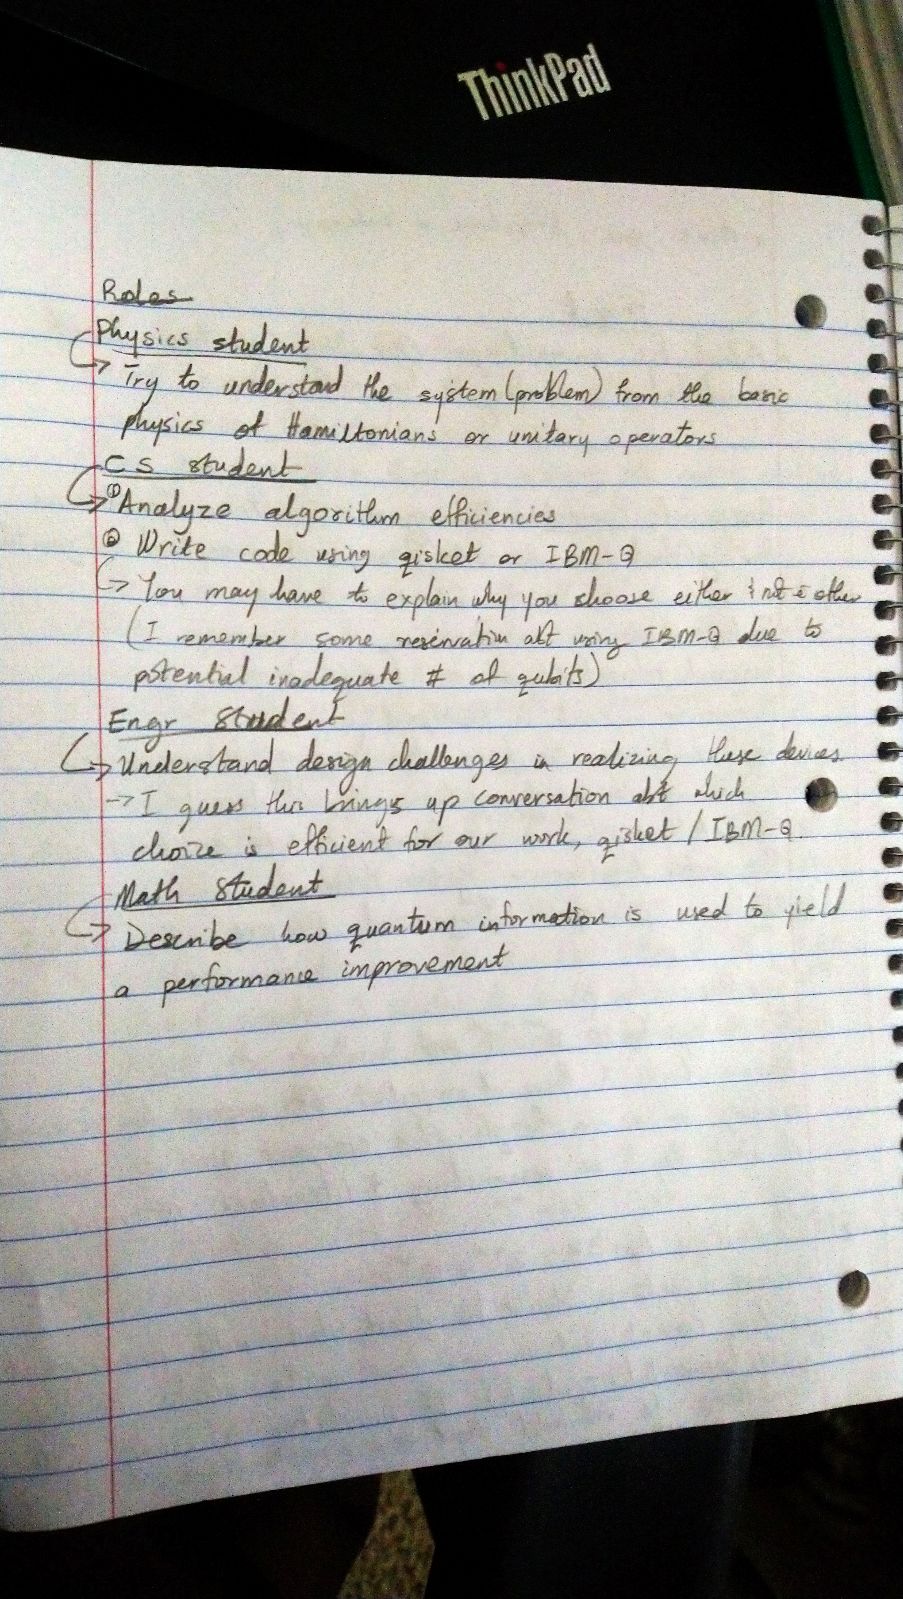 ThinkPad
Roles
Physics student
Try to understand the system (problem) from the basic
physics of Hamiltonians or unitary operators
CS student
① Analyze algorithm efficiencies
② Write code using qisket or IBM-Q
→ You may have to explain why you choose either & not other
(I remember some reservation abt using IBM-Q due to
potential inadequate # of qubits)
Engr student
Understand design challenges in realizing these devices
→ I guess this brings up conversation abt which
choice is efficient for our work, qisket / IBM-Q.
Math student
Describe how quantum information is used to yield
a performance improvement